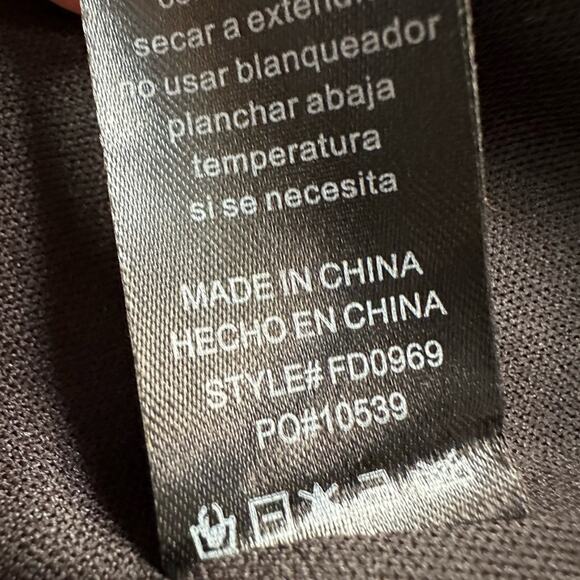 secar a extendido
no usar blanqueador
planchar abaja
temperatura
si se necesita
MADE IN CHINA
HECHO EN CHINA
STYLE# FD0969
PO#10539